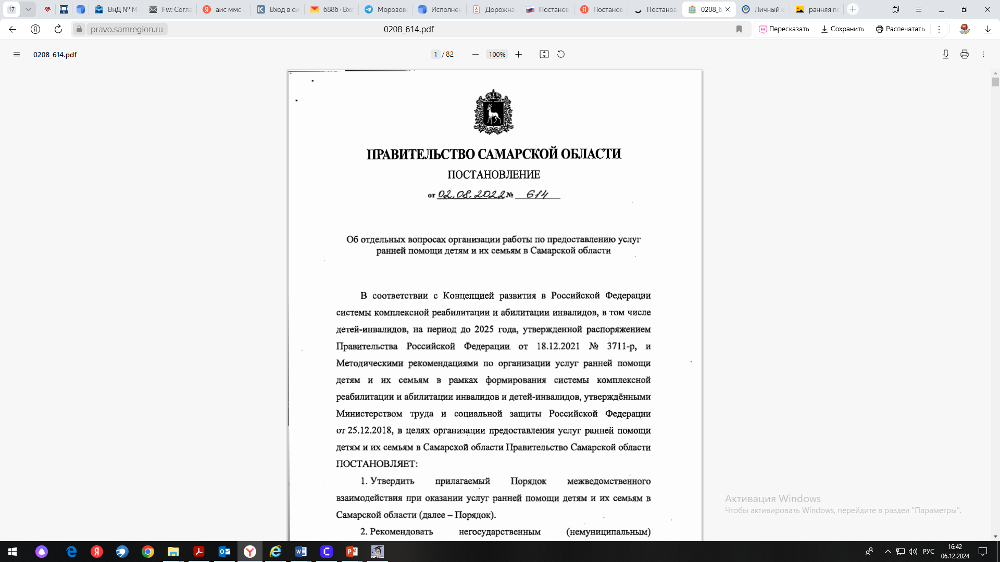 17
ВнД № М
Fw: Согла
аис ммс -
Вход в си
6886 · Вхо
Морозов
Исполне
Дорожна
Постанов
Постанов
Постанов
0208_6
Личный к
ранняя по
pravo.samregion.ru
0208_614.pdf
Пересказать
Сохранить
Распечатать
0208_614.pdf
1 / 82
100%
ПРАВИТЕЛЬСТВО САМАРСКОЙ ОБЛАСТИ
ПОСТАНОВЛЕНИЕ
от 02.08.2022 № 614
Об отдельных вопросах организации работы по предоставлению услуг
ранней помощи детям и их семьям в Самарской области
В соответствии с Концепцией развития в Российской Федерации
системы комплексной реабилитации и абилитации инвалидов, в том числе
детей-инвалидов, на период до 2025 года, утвержденной распоряжением
Правительства Российской Федерации от 18.12.2021 № 3711-р, и
Методическими рекомендациями по организации услуг ранней помощи
детям и их семьям в рамках формирования системы комплексной
реабилитации и абилитации инвалидов и детей-инвалидов, утверждёнными
Министерством труда и социальной защиты Российской Федерации
от 25.12.2018, в целях организации предоставления услуг ранней помощи
детям и их семьям в Самарской области Правительство Самарской области
ПОСТАНОВЛЯЕТ:
1. Утвердить прилагаемый Порядок межведомственного
взаимодействия при оказании услуг ранней помощи детям и их семьям в
Самарской области (далее – Порядок).
2. Рекомендовать негосударственным (немуниципальным)
Активация Windows
Чтобы активировать Windows, перейдите в раздел "Параметры".
РУС
16:42
06.12.2024